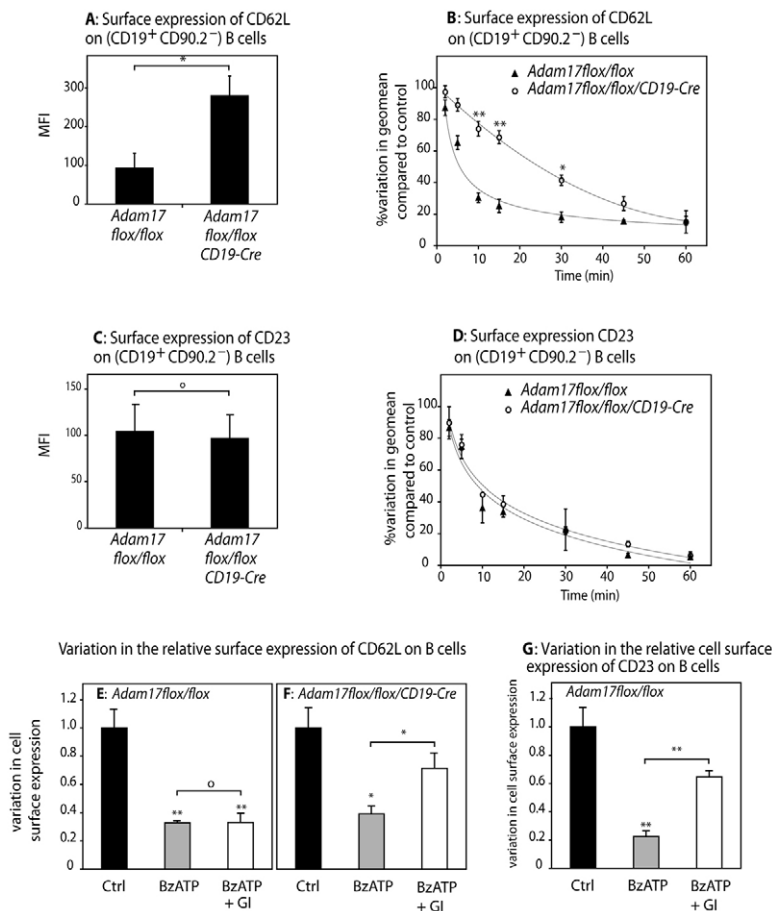 A: Surface expression of CD62L
on (CD19+ CD90.2−) B cells
*
300
200
100
0
MFI
Adam17
flox/flox
Adam17
flox/flox
CD19-Cre
B: Surface expression of CD62L
on (CD19+ CD90.2−) B cells
▲ Adam17flox/flox
○ Adam17flox/flox/CD19-Cre
**
**
*
100
80
60
40
20
0
%variation in geomean
compared to control
0 10 20 30 40 50 60
Time (min)
C: Surface expression of CD23
on (CD19+ CD90.2−) B cells
o
150
100
50
0
MFI
Adam17
flox/flox
Adam17
flox/flox
CD19-Cre
D: Surface expression CD23
on (CD19+ CD90.2−) B cells
▲ Adam17flox/flox
○ Adam17flox/flox/CD19-Cre
100
80
60
40
20
0
%variation in geomean
compared to control
0 10 20 30 40 50 60
Time (min)
Variation in the relative surface expression of CD62L on B cells
E: Adam17flox/flox
1.2
1.0
0.8
0.6
0.4
0.2
0
variation in cell
surface expression
o
**
**
Ctrl
BzATP
BzATP
+ GI
F: Adam17flox/flox/CD19-Cre
*
*
Ctrl
BzATP
BzATP
+ GI
G: Variation in the relative cell surface
expression of CD23 on B cells
Adam17flox/flox
1.2
1.0
0.8
0.6
0.4
0.2
0
variation in cell surface expression
**
**
Ctrl
BzATP
BzATP
+ GI